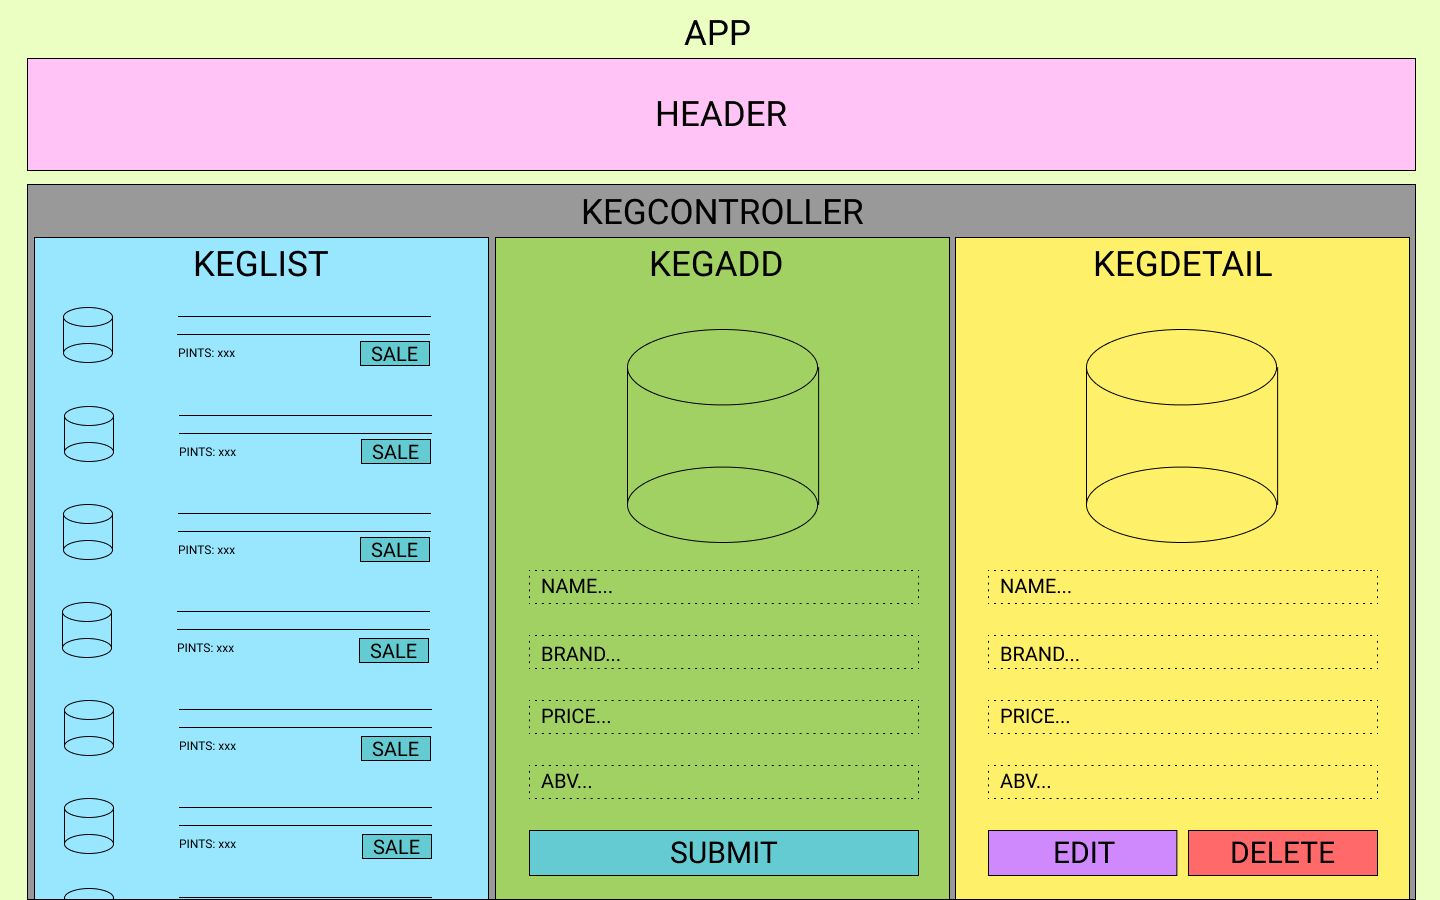 APP
HEADER
KEGCONTROLLER
KEGLIST
PINTS: xxx
SALE
PINTS: xxx
SALE
PINTS: xxx
SALE
PINTS: xxx
SALE
PINTS: xxx
SALE
PINTS: xxx
SALE
KEGADD
NAME...
BRAND...
PRICE...
ABV...
SUBMIT
KEGDETAIL
NAME...
BRAND...
PRICE...
ABV...
EDIT
DELETE